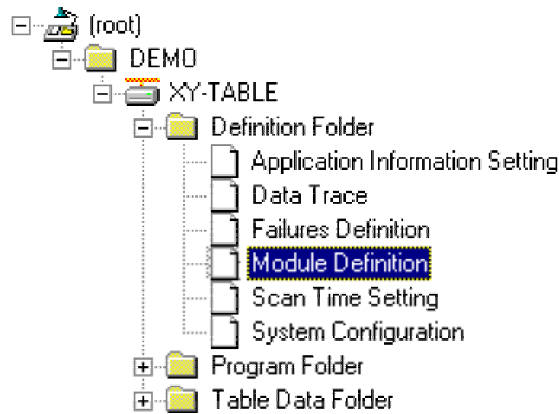 (root)
DEMO
XY-TABLE
Definition Folder
Application Information Setting
Data Trace
Failures Definition
Module Definition
Scan Time Setting
System Configuration
Program Folder
Table Data Folder